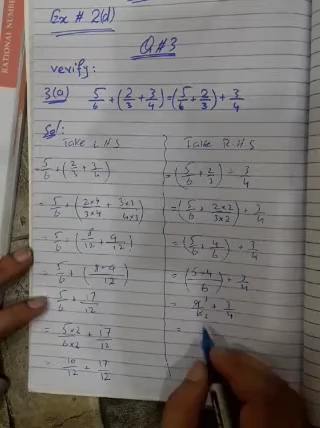 RATIONAL NUMBER
Ex # 2(d)
Q#3
verify:
3(a) 5/6 + (2/3 + 3/4) = (5/6 + 2/3) + 3/4
Sol:
Take L.H.S
= 5/6 + (2/3 + 3/4)
= 5/6 + (2×4/3×4 + 3×3/4×3)
= 5/6 + (8/12 + 9/12)
= 5/6 + (8+9/12)
= 5/6 + 17/12
= 5×2/6×2 + 17/12
= 10/12 + 17/12
Take R.H.S
= (5/6 + 2/3) + 3/4
= (5/6 + 2×2/3×2) + 3/4
= (5/6 + 4/6) + 3/4
= (5+4/6) + 3/4
= 9/6 + 3/4
=